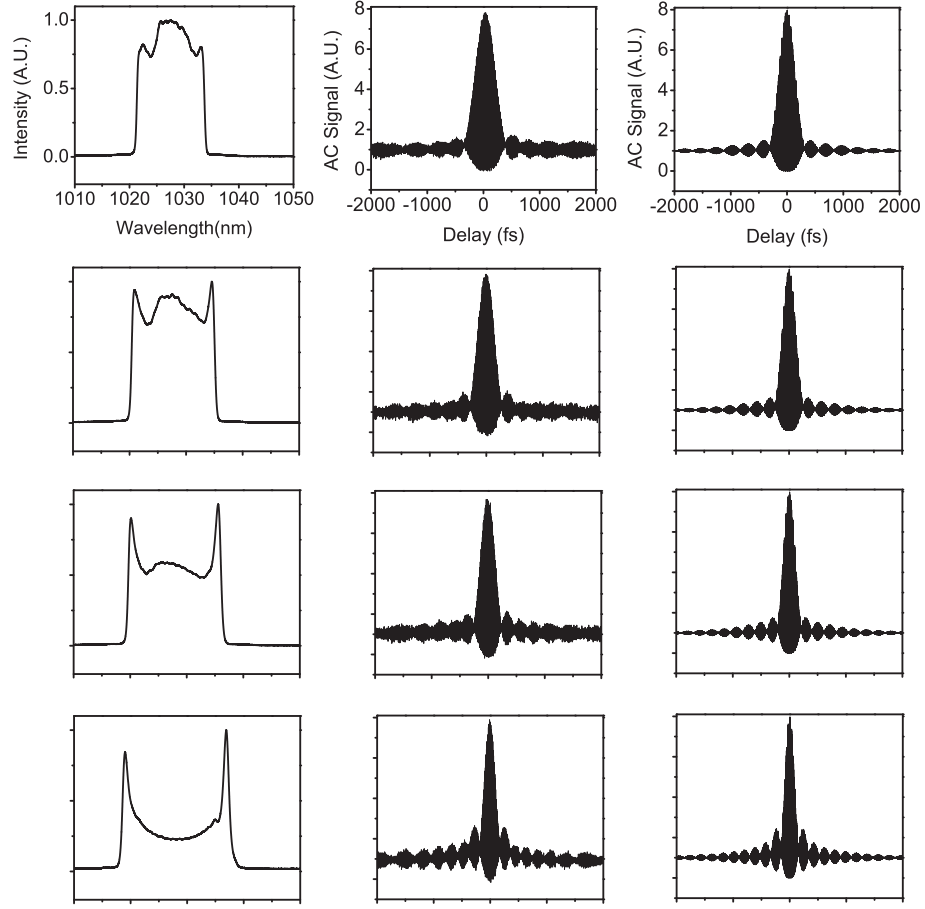 1.0
0.5
0.0
Intensity (A.U.)
1010 1020 1030 1040 1050
Wavelength(nm)
8
6
4
2
0
AC Signal (A.U.)
-2000 -1000 0 1000 2000
Delay (fs)
8
6
4
2
0
AC Signal (A.U.)
-2000 -1000 0 1000 2000
Delay (fs)